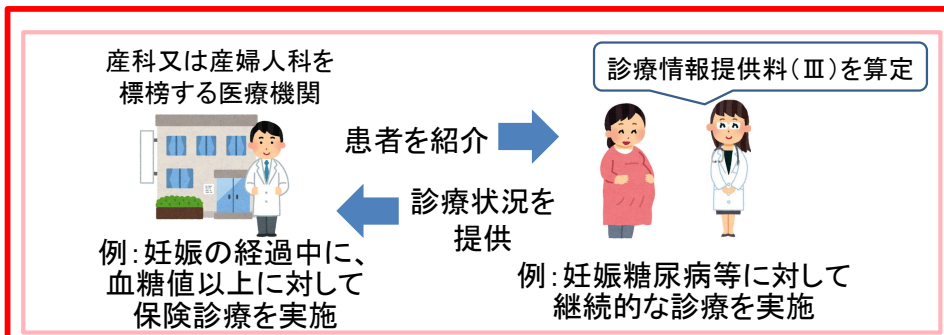 産科又は産婦人科を
標榜する医療機関
診療情報提供料(Ⅲ)を算定
患者を紹介
診療状況を
提供
例:妊娠の経過中に、
血糖値以上に対して
保険診療を実施
例:妊娠糖尿病等に対して
継続的な診療を実施